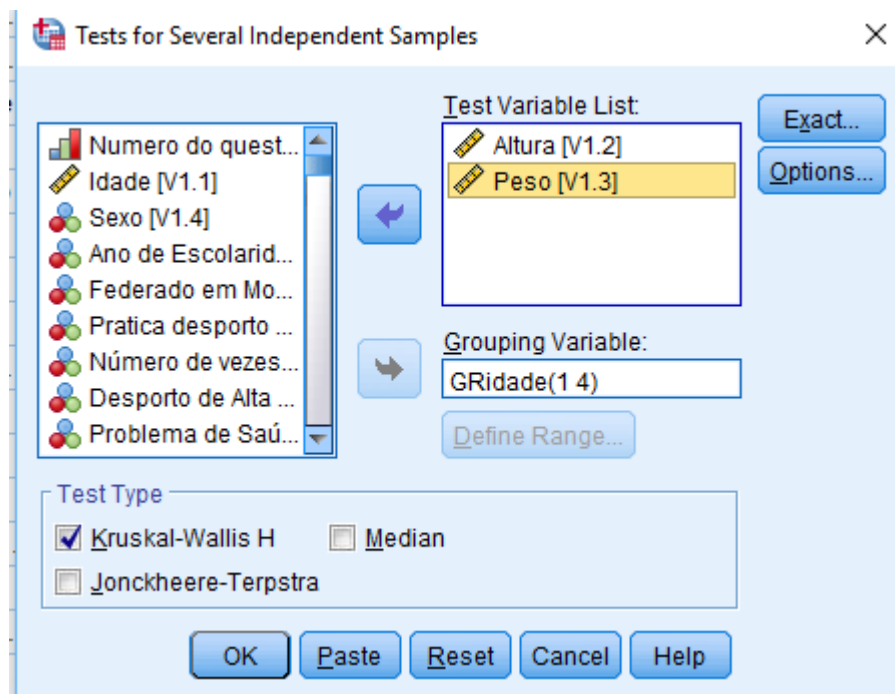 Tests for Several Independent Samples
Numero do quest...
Idade [V1.1]
Sexo [V1.4]
Ano de Escolarid...
Federado em Mo...
Pratica desporto ...
Número de vezes...
Desporto de Alta ...
Problema de Saú...
Test Variable List:
Altura [V1.2]
Peso [V1.3]
Exact...
Options...
Grouping Variable:
GRidade(1 4)
Define Range...
Test Type
Kruskal-Wallis H
Median
Jonckheere-Terpstra
OK
Paste
Reset
Cancel
Help